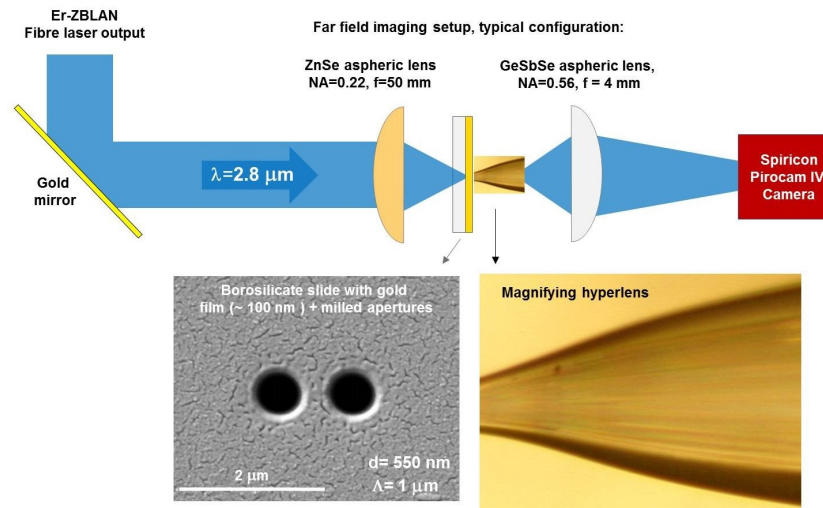 Er-ZBLAN
Fibre laser output
Far field imaging setup, typical configuration:
ZnSe aspheric lens
NA=0.22, f=50 mm
GeSbSe aspheric lens,
NA=0.56, f = 4 mm
λ=2.8 μm
Gold
mirror
Spiricon
Pirocam IV
Camera
Borosilicate slide with gold
film (~ 100 nm ) + milled apertures
2 μm
d= 550 nm
Λ= 1 μm
Magnifying hyperlens